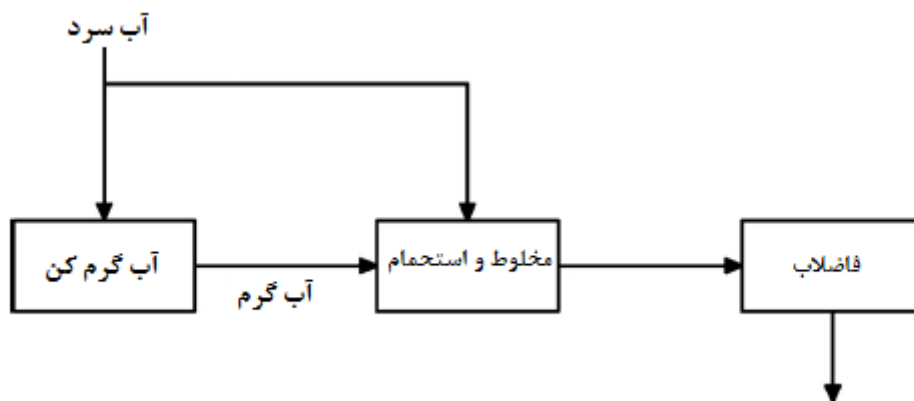 آب سرد
آب گرم کن
آب گرم
مخلوط و استحمام
فاضلاب